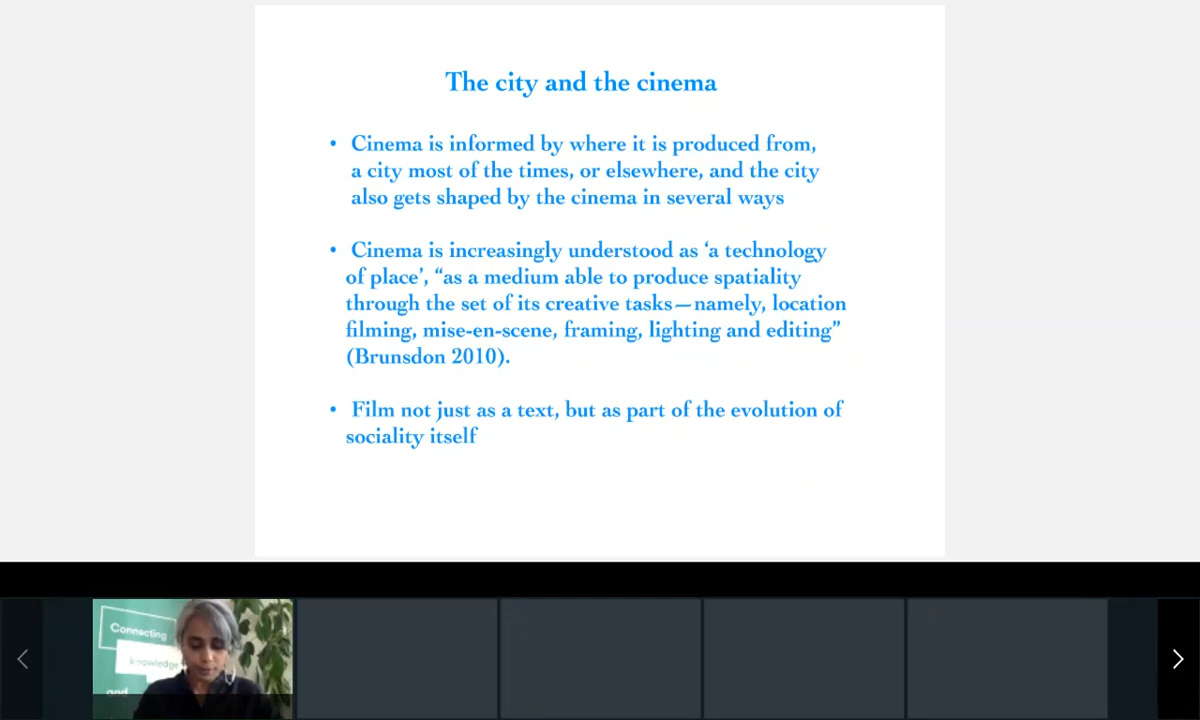 The city and the cinema
• Cinema is informed by where it is produced from,
a city most of the times, or elsewhere, and the city
also gets shaped by the cinema in several ways
• Cinema is increasingly understood as ‘a technology
of place’, “as a medium able to produce spatiality
through the set of its creative tasks—namely, location
filming, mise-en-scene, framing, lighting and editing”
(Brunsdon 2010).
• Film not just as a text, but as part of the evolution of
sociality itself
Connecting
knowledge
and